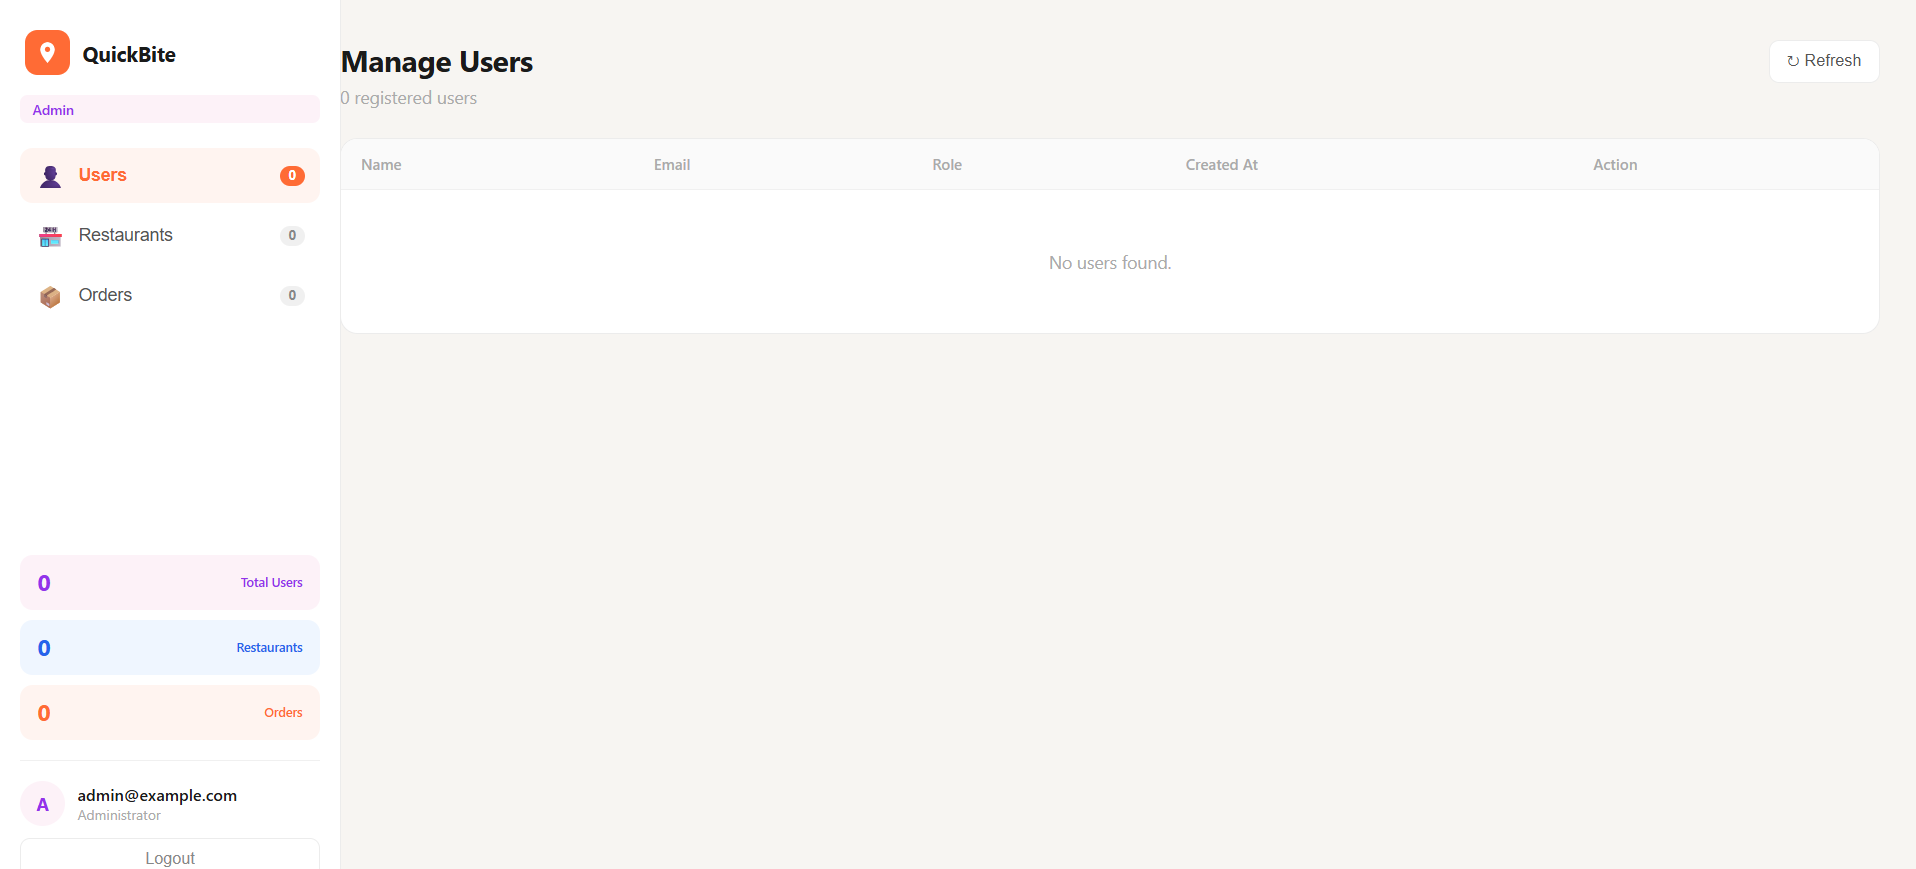 QuickBite
Admin
Users 0
Restaurants 0
Orders 0
0 Total Users
0 Restaurants
0 Orders
A
admin@example.com
Administrator
Logout
Manage Users
0 registered users
↻ Refresh
Name Email Role Created At Action
No users found.